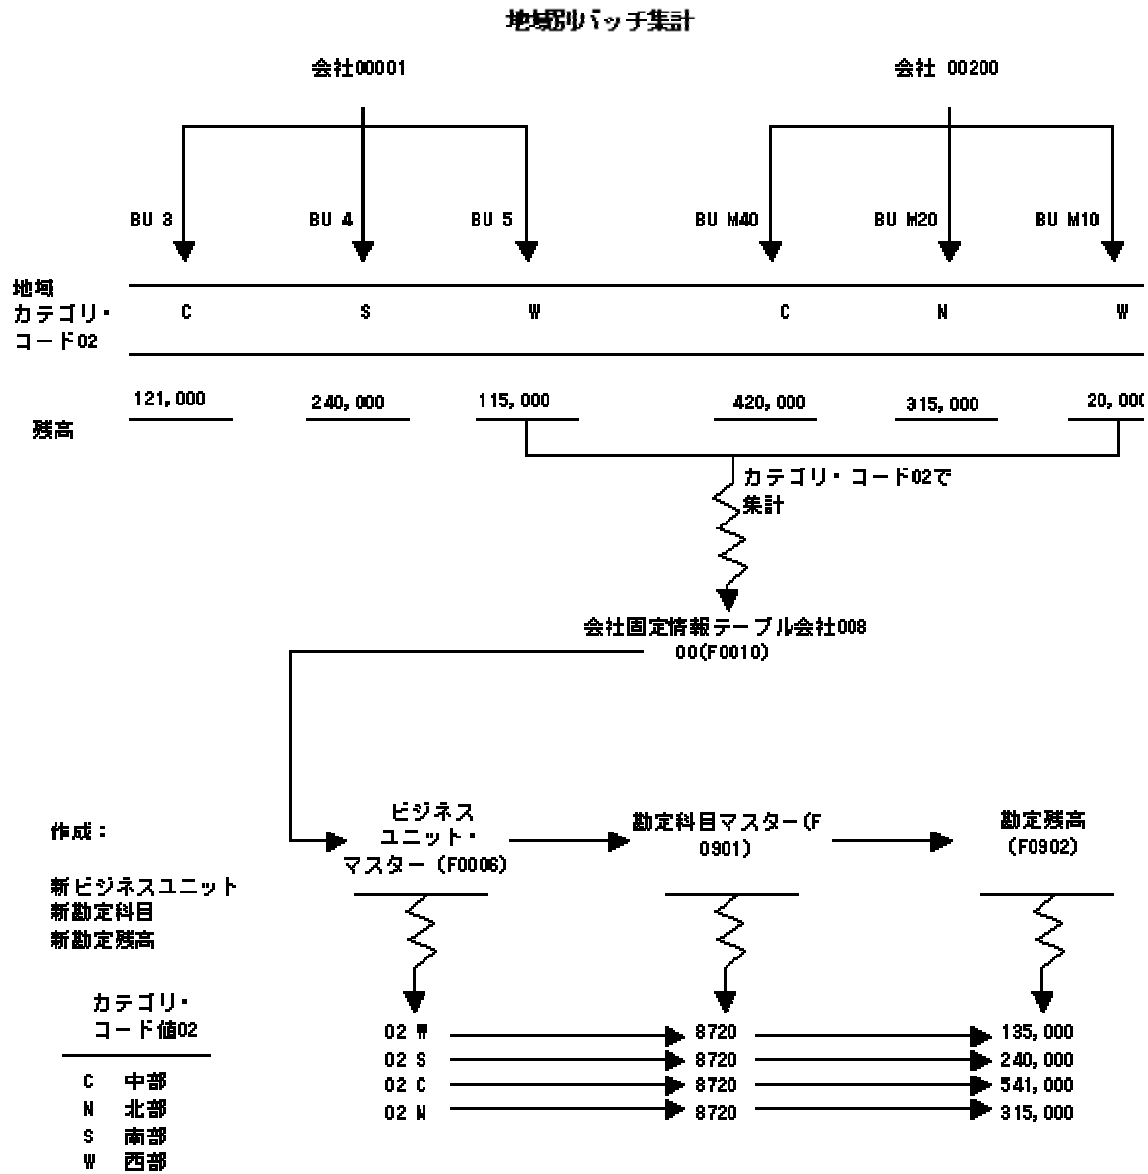 地域別バッチ集計
会社00001
会社 00200
BU 3
BU 4
BU 5
BU M40
BU M20
BU M10
地域
カテゴリ・
コード02
C
S
W
C
N
W
残高
121,000
240,000
115,000
420,000
315,000
20,000
カテゴリ・コード02で
集計
会社固定情報テーブル会社008
00(F0010)
作成：
新ビジネスユニット
新勘定科目
新勘定残高
ビジネス
ユニット・
マスター (F0006)
勘定科目マスター(F
0901)
勘定残高
(F0902)
カテゴリ・
コード値02
C 中部
N 北部
S 南部
W 西部
02 W 8720 135,000
02 S 8720 240,000
02 C 8720 541,000
02 N 8720 315,000